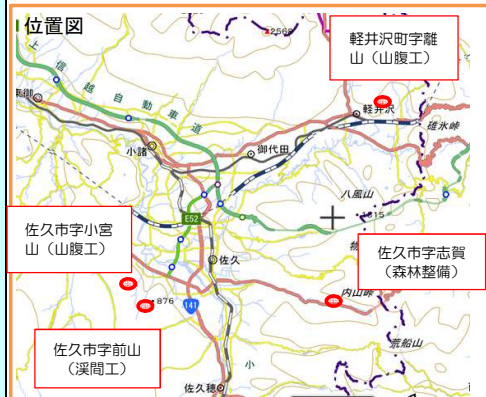 位置図
2568
軽井沢町字離
山（山腹工）
上信越自動車道
軽井沢
碓氷峠
小諸
御代田
八風山
1315
E52
佐久市字小宮
山（山腹工）
佐久
佐久市字志賀
（森林整備）
876
内山峠
141
荒船山
佐久市字前山
（渓間工）
小
佐久穂